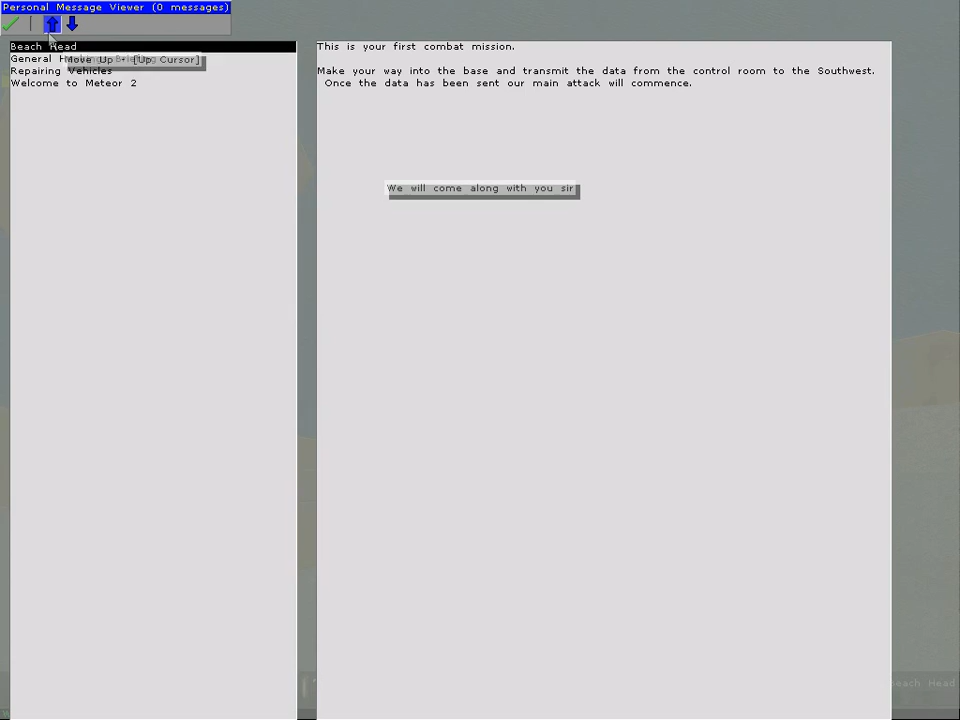 Personal Message Viewer (0 messages)
Beach Head
General
Move Up - [Up Cursor]
Repairing Vehicles
Welcome to Meteor 2
This is your first combat mission.
Make your way into the base and transmit the data from the control room to the Southwest.
Once the data has been sent our main attack will commence.
We will come along with you sir
Beach Head